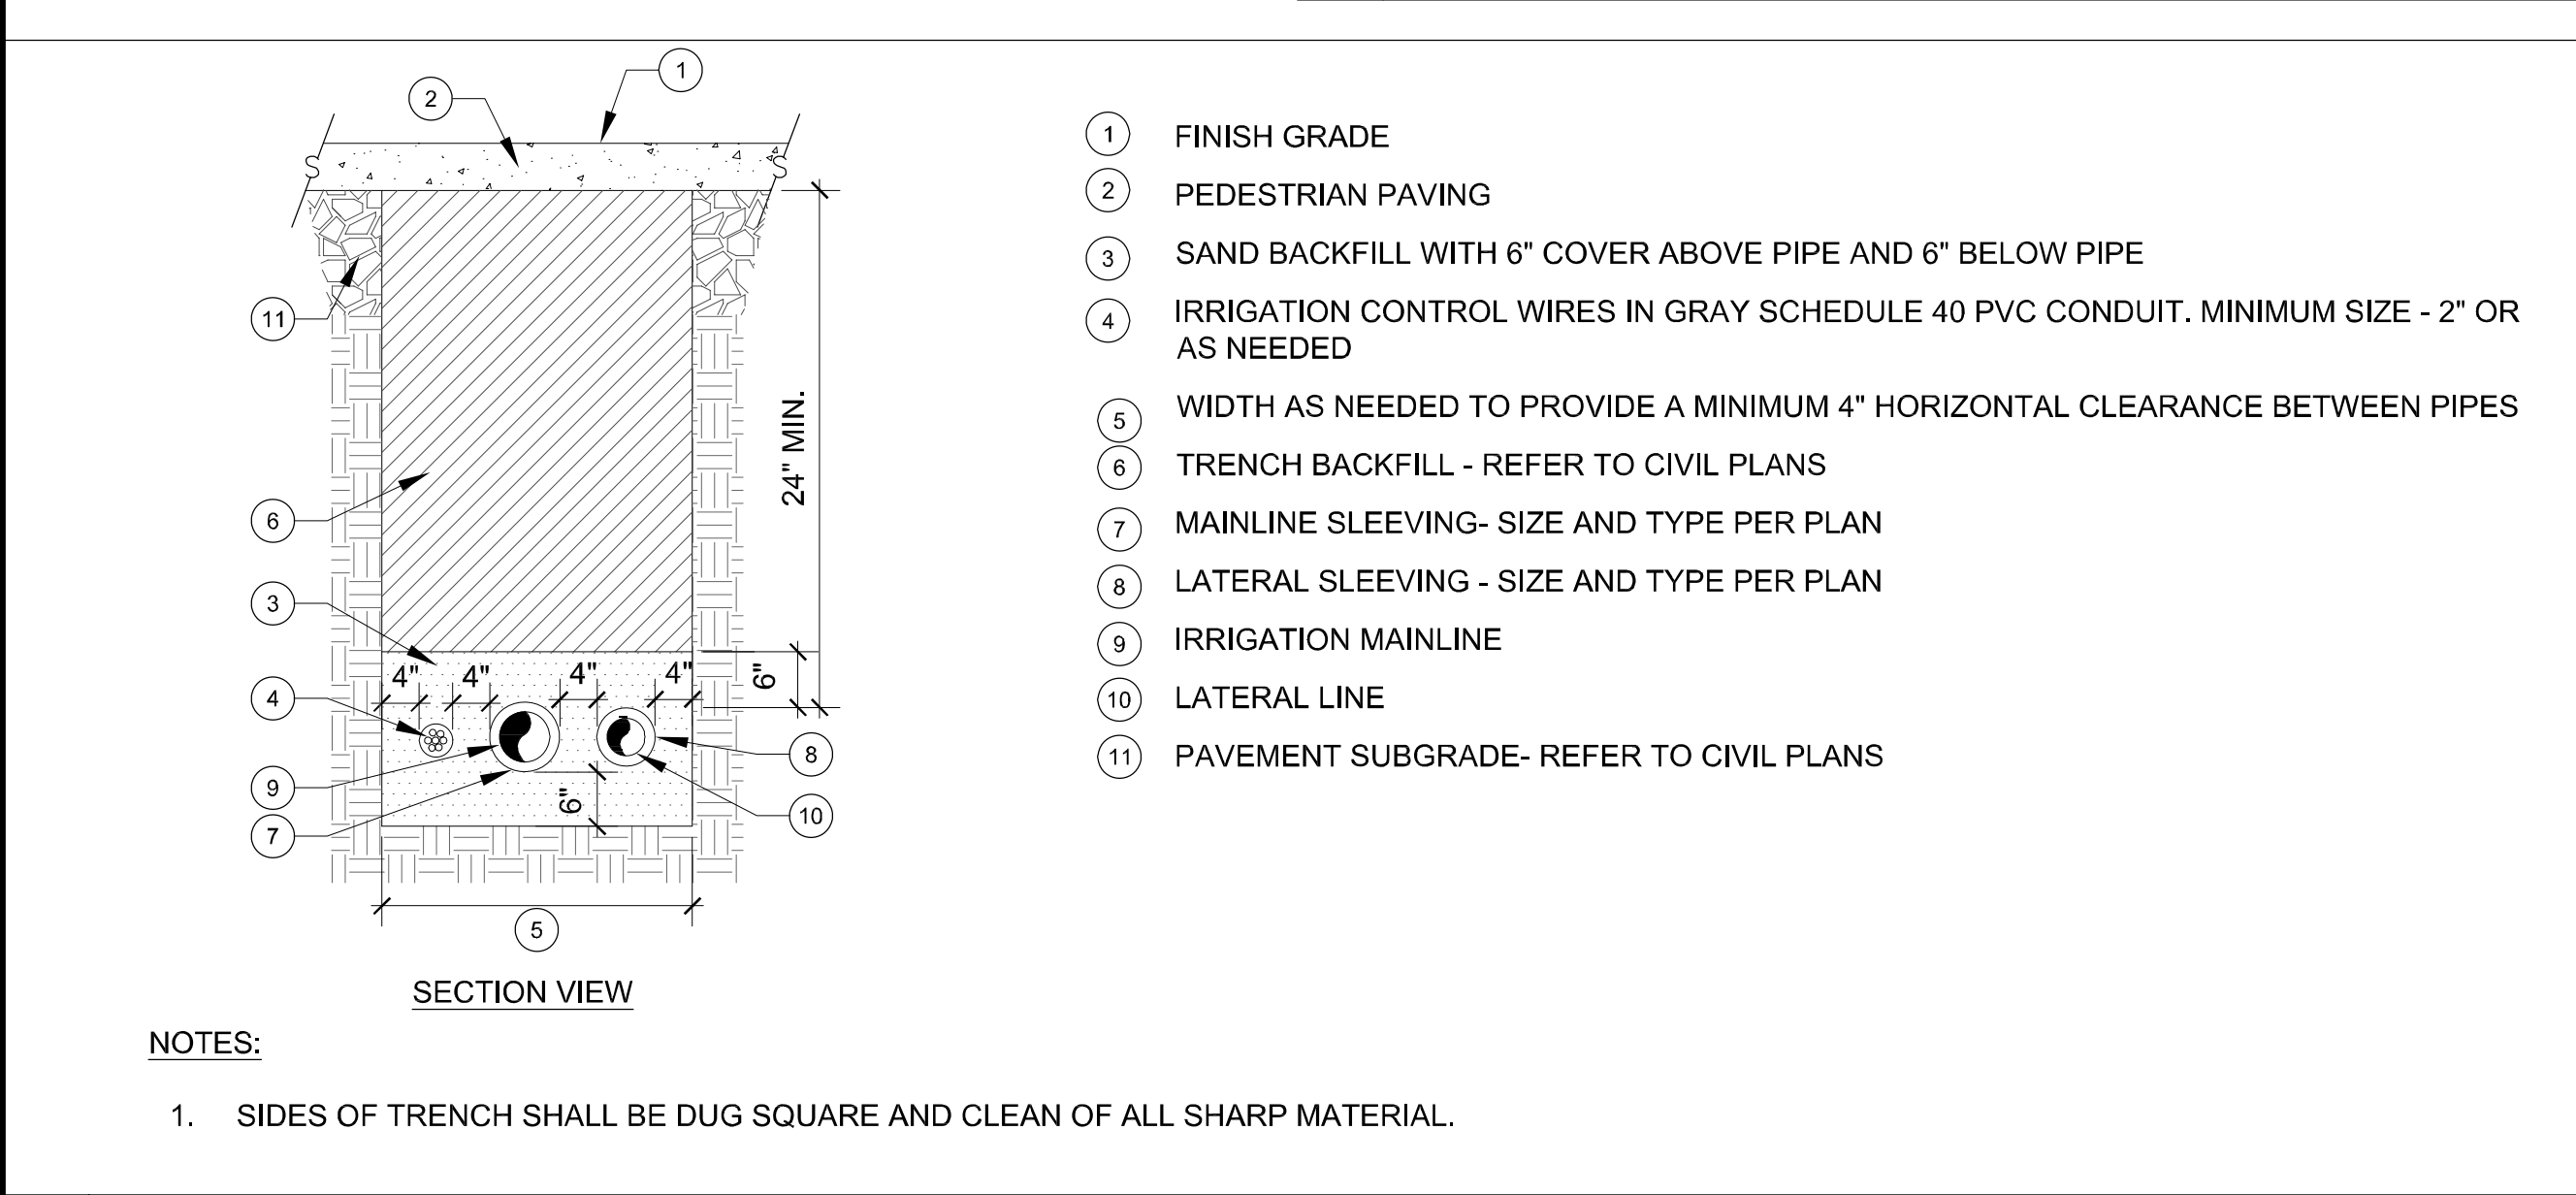 1
2
S
S
11
24" MIN.
6
3
4" 4" 4" 4"
6"
4
8
9
6"
10
7
5
SECTION VIEW
1 FINISH GRADE
2 PEDESTRIAN PAVING
3 SAND BACKFILL WITH 6" COVER ABOVE PIPE AND 6" BELOW PIPE
4 IRRIGATION CONTROL WIRES IN GRAY SCHEDULE 40 PVC CONDUIT. MINIMUM SIZE - 2" OR
AS NEEDED
5 WIDTH AS NEEDED TO PROVIDE A MINIMUM 4" HORIZONTAL CLEARANCE BETWEEN PIPES
6 TRENCH BACKFILL - REFER TO CIVIL PLANS
7 MAINLINE SLEEVING- SIZE AND TYPE PER PLAN
8 LATERAL SLEEVING - SIZE AND TYPE PER PLAN
9 IRRIGATION MAINLINE
10 LATERAL LINE
11 PAVEMENT SUBGRADE- REFER TO CIVIL PLANS
NOTES:
1. SIDES OF TRENCH SHALL BE DUG SQUARE AND CLEAN OF ALL SHARP MATERIAL.